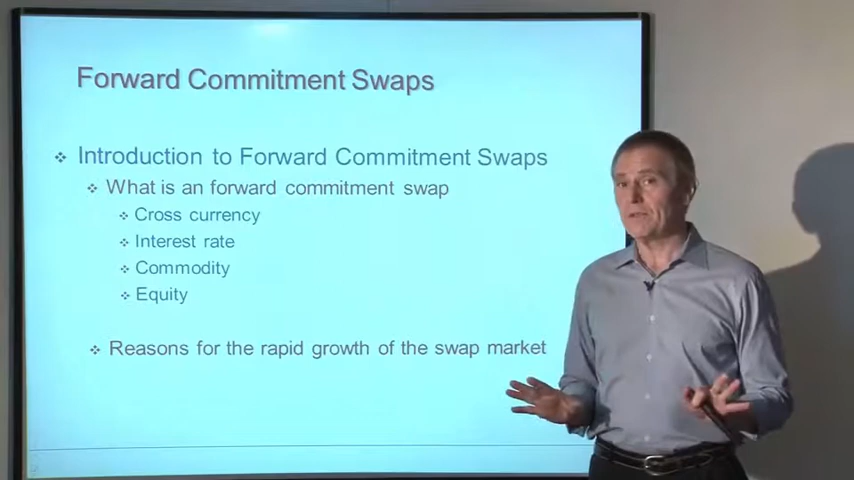 Forward Commitment Swaps
Introduction to Forward Commitment Swaps
What is an forward commitment swap
Cross currency
Interest rate
Commodity
Equity
Reasons for the rapid growth of the swap market